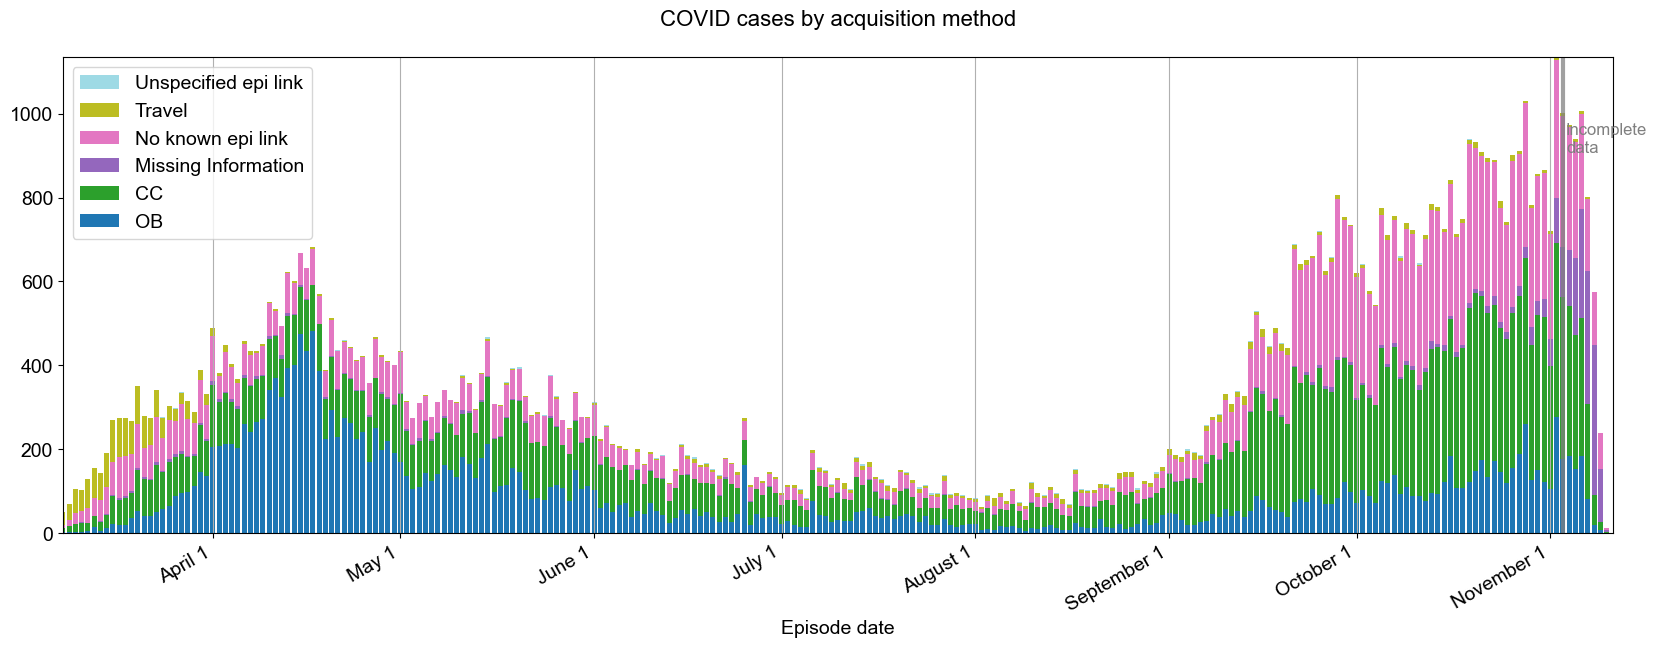 COVID cases by acquisition method
Unspecified epi link
Travel
No known epi link
Missing Information
CC
OB
1000
800
600
400
200
0
Incomplete
data
April 1
May 1
June 1
July 1
August 1
September 1
October 1
November 1
Episode date